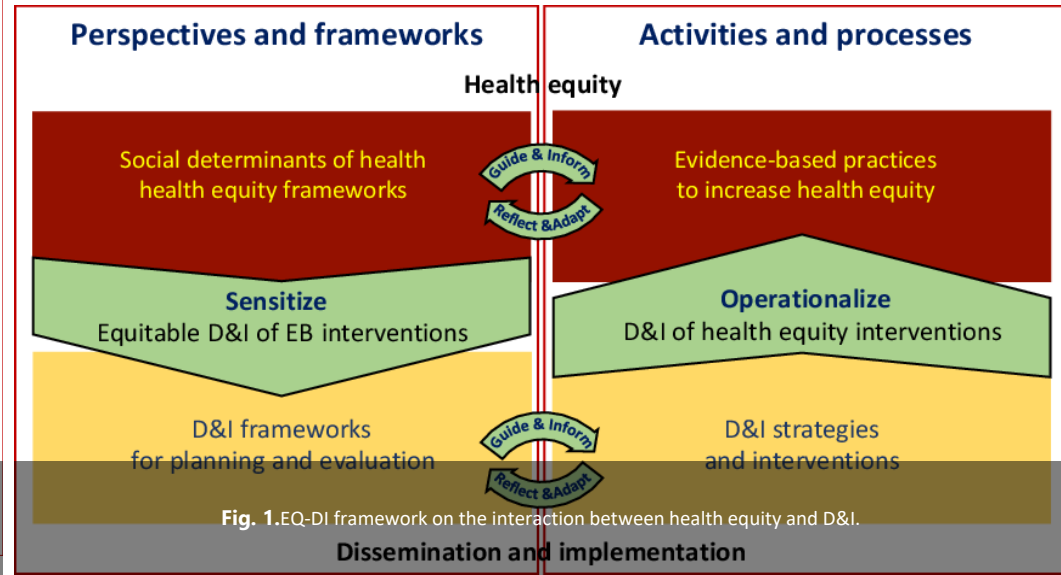 Perspectives and frameworks
Activities and processes
Health equity
Social determinants of health
health equity frameworks
Guide & Inform
Reflect &Adapt
Evidence-based practices
to increase health equity
Sensitize
Equitable D&I of EB interventions
Operationalize
D&I of health equity interventions
D&I frameworks
for planning and evaluation
Guide & Inform
Reflect &Adapt
D&I strategies
and interventions
Fig. 1.EQ-DI framework on the interaction between health equity and D&I.
Dissemination and implementation